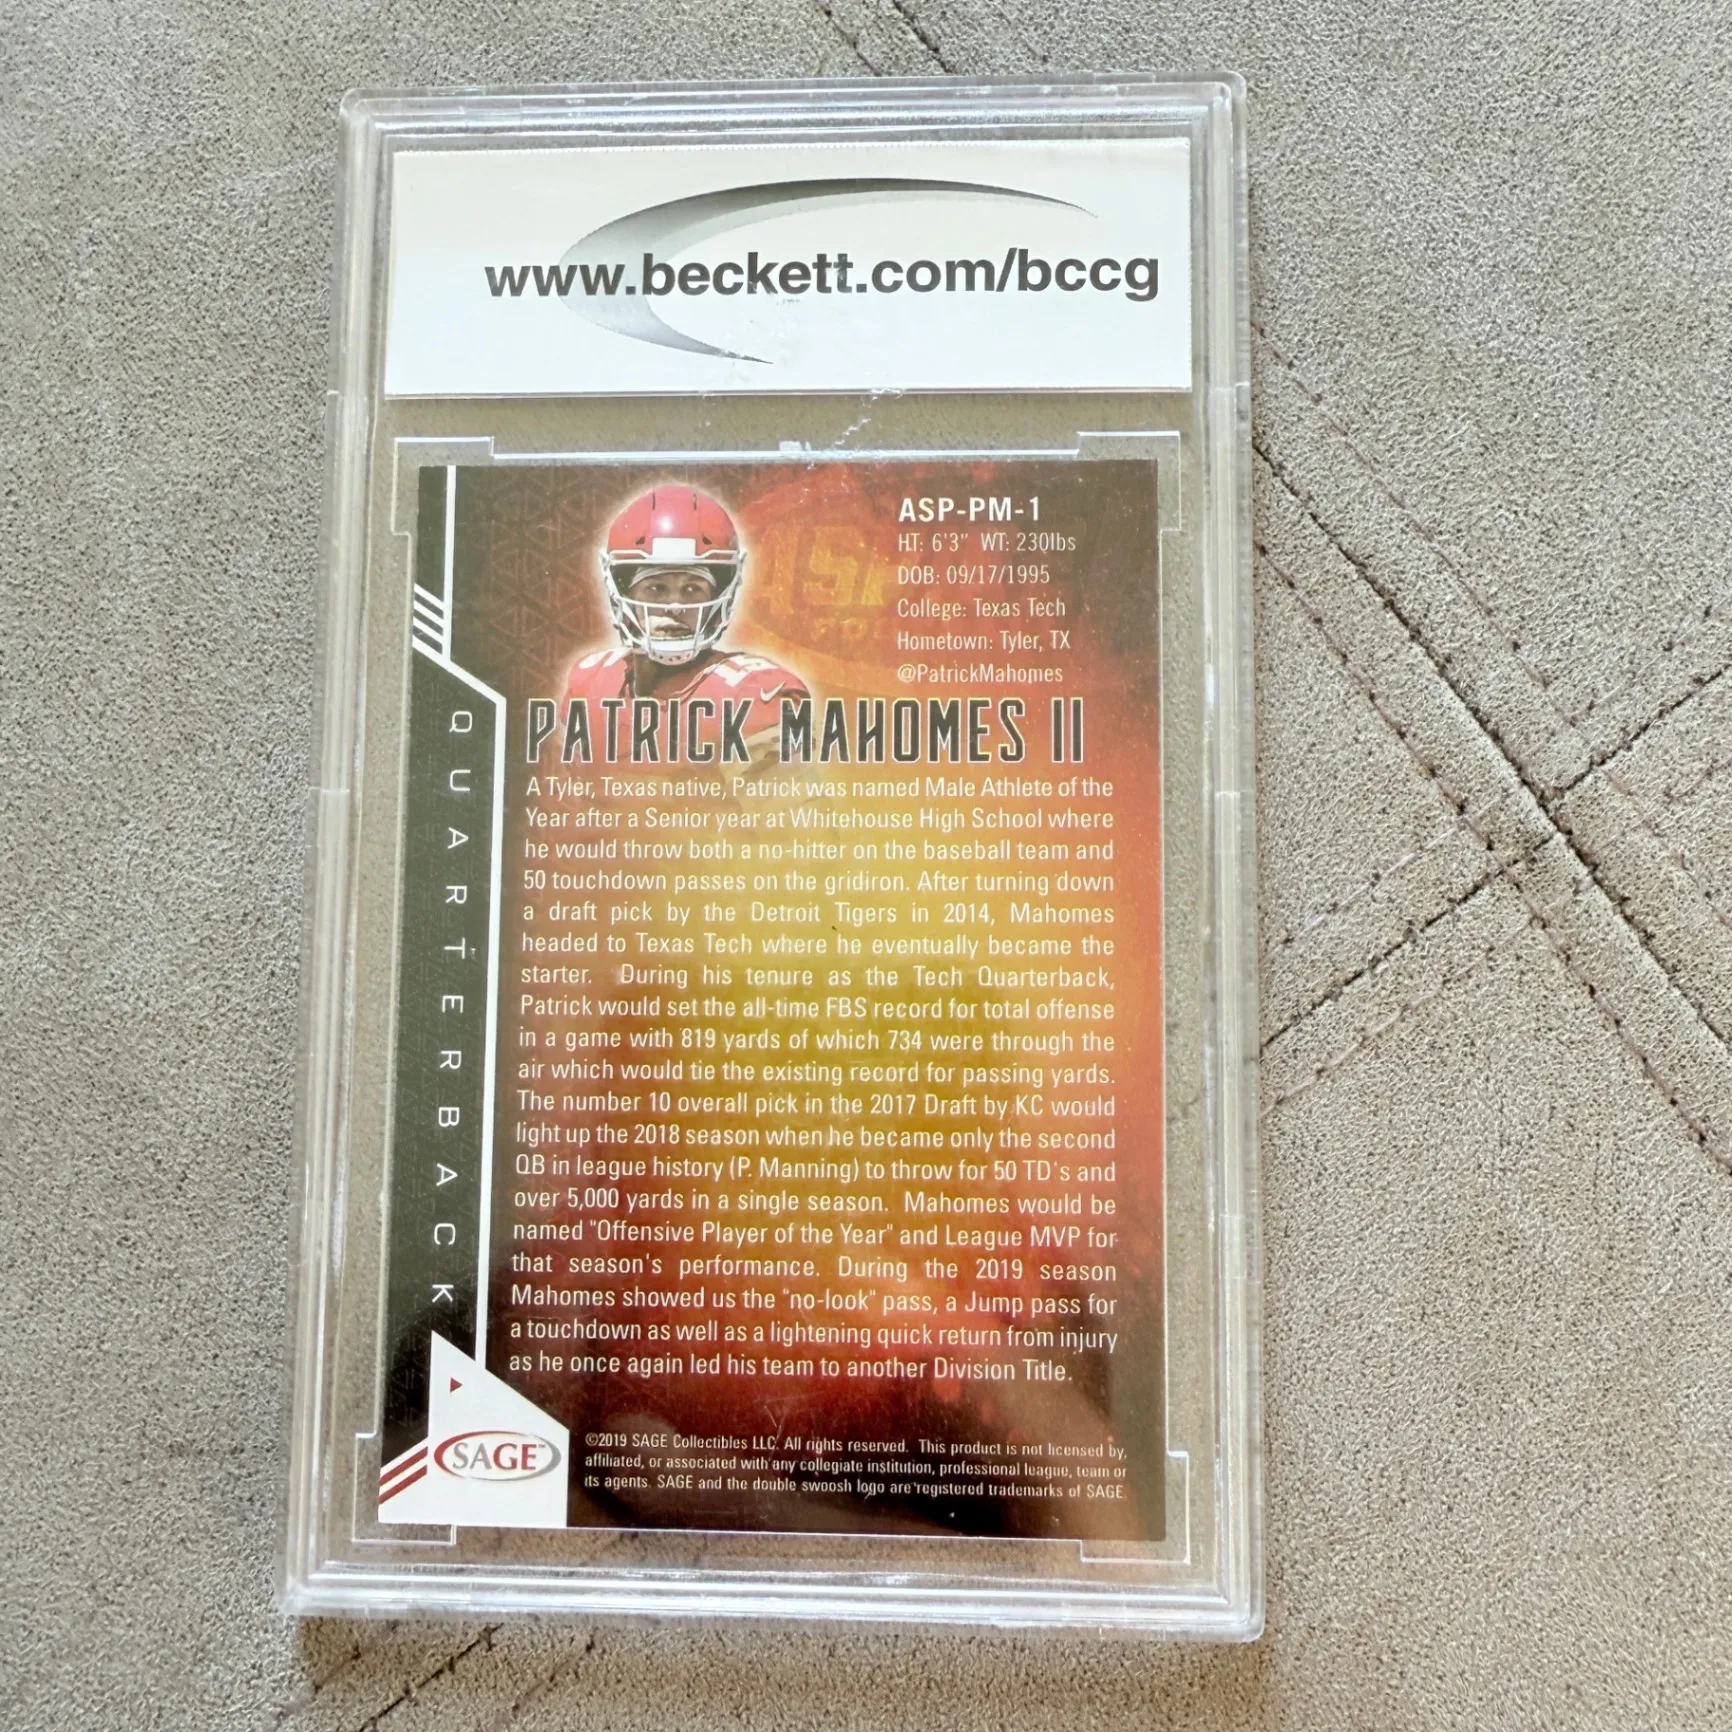 www.beckett.com/bccg
ASP-PM-1
HT: 6'3" WT: 230lbs
DOB: 09/17/1995
College: Texas Tech
Hometown: Tyler, TX
@PatrickMahomes
PATRICK MAHOMES II
QUARTERBACK
A Tyler, Texas native, Patrick was named Male Athlete of the
Year after a Senior year at Whitehouse High School where
he would throw both a no-hitter on the baseball team and
50 touchdown passes on the gridiron. After turning down
a draft pick by the Detroit Tigers in 2014, Mahomes
headed to Texas Tech where he eventually became the
starter. During his tenure as the Tech Quarterback,
Patrick would set the all-time FBS record for total offense
in a game with 819 yards of which 734 were through the
air which would tie the existing record for passing yards.
The number 10 overall pick in the 2017 Draft by KC would
light up the 2018 season when he became only the second
QB in league history (P. Manning) to throw for 50 TD's and
over 5,000 yards in a single season. Mahomes would be
named "Offensive Player of the Year" and League MVP for
that season's performance. During the 2019 season
Mahomes showed us the "no-look" pass, a Jump pass for
a touchdown as well as a lightening quick return from injury
as he once again led his team to another Division Title.
SAGE™
©2019 SAGE Collectibles LLC. All rights reserved. This product is not licensed by,
affiliated, or associated with any collegiate institution, professional league, team or
its agents. SAGE and the double swoosh logo are registered trademarks of SAGE.